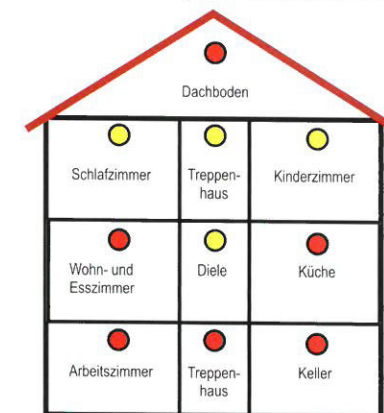 Dachboden
Schlafzimmer
Treppen-
haus
Kinderzimmer
Wohn- und
Esszimmer
Diele
Küche
Arbeitszimmer
Treppen-
haus
Keller